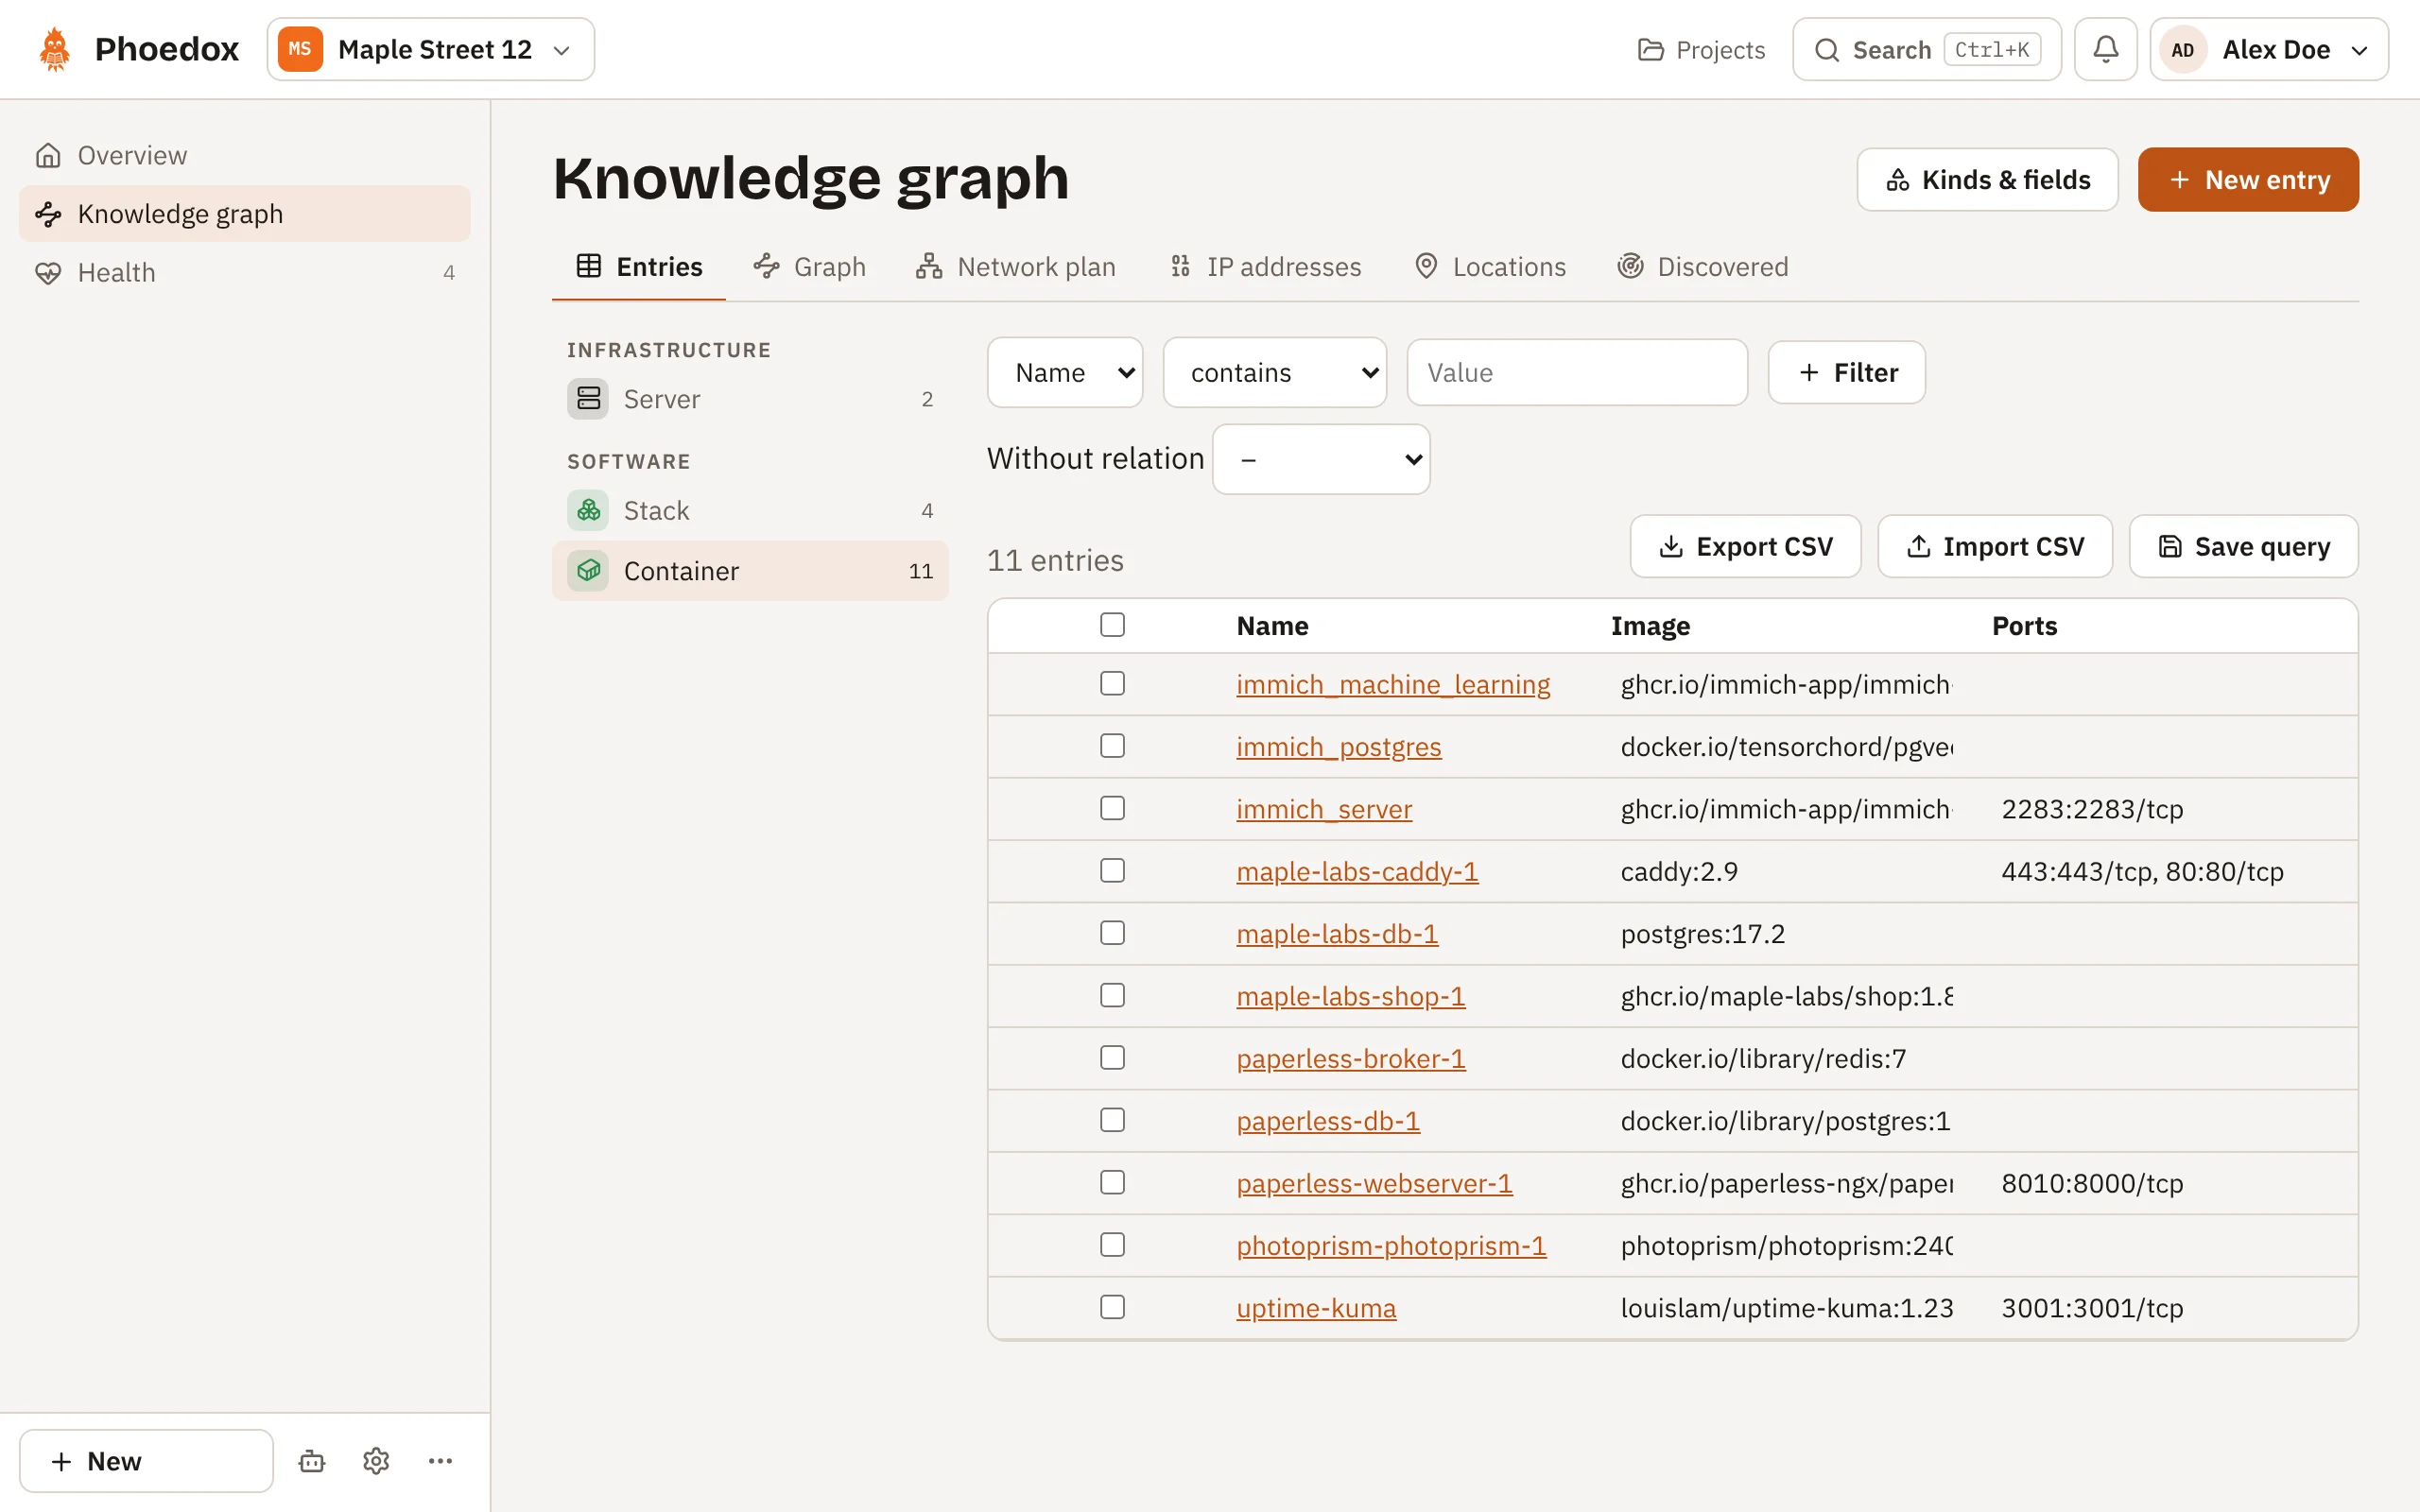 Phoedox
MS Maple Street 12
Projects
Search Ctrl+K
AD Alex Doe
Overview
Knowledge graph
Health 4
Knowledge graph
Kinds & fields
New entry
Entries Graph Network plan IP addresses Locations Discovered
INFRASTRUCTURE
Server 2
SOFTWARE
Stack 4
Container 11
Name contains Value + Filter
Without relation –
11 entries
Export CSV Import CSV Save query
Name Image Ports
immich_machine_learning ghcr.io/immich-app/immich-
immich_postgres docker.io/tensorchord/pgvec
immich_server ghcr.io/immich-app/immich- 2283:2283/tcp
maple-labs-caddy-1 caddy:2.9 443:443/tcp, 80:80/tcp
maple-labs-db-1 postgres:17.2
maple-labs-shop-1 ghcr.io/maple-labs/shop:1.8
paperless-broker-1 docker.io/library/redis:7
paperless-db-1 docker.io/library/postgres:1
paperless-webserver-1 ghcr.io/paperless-ngx/paper 8010:8000/tcp
photoprism-photoprism-1 photoprism/photoprism:240
uptime-kuma louislam/uptime-kuma:1.23 3001:3001/tcp
+ New